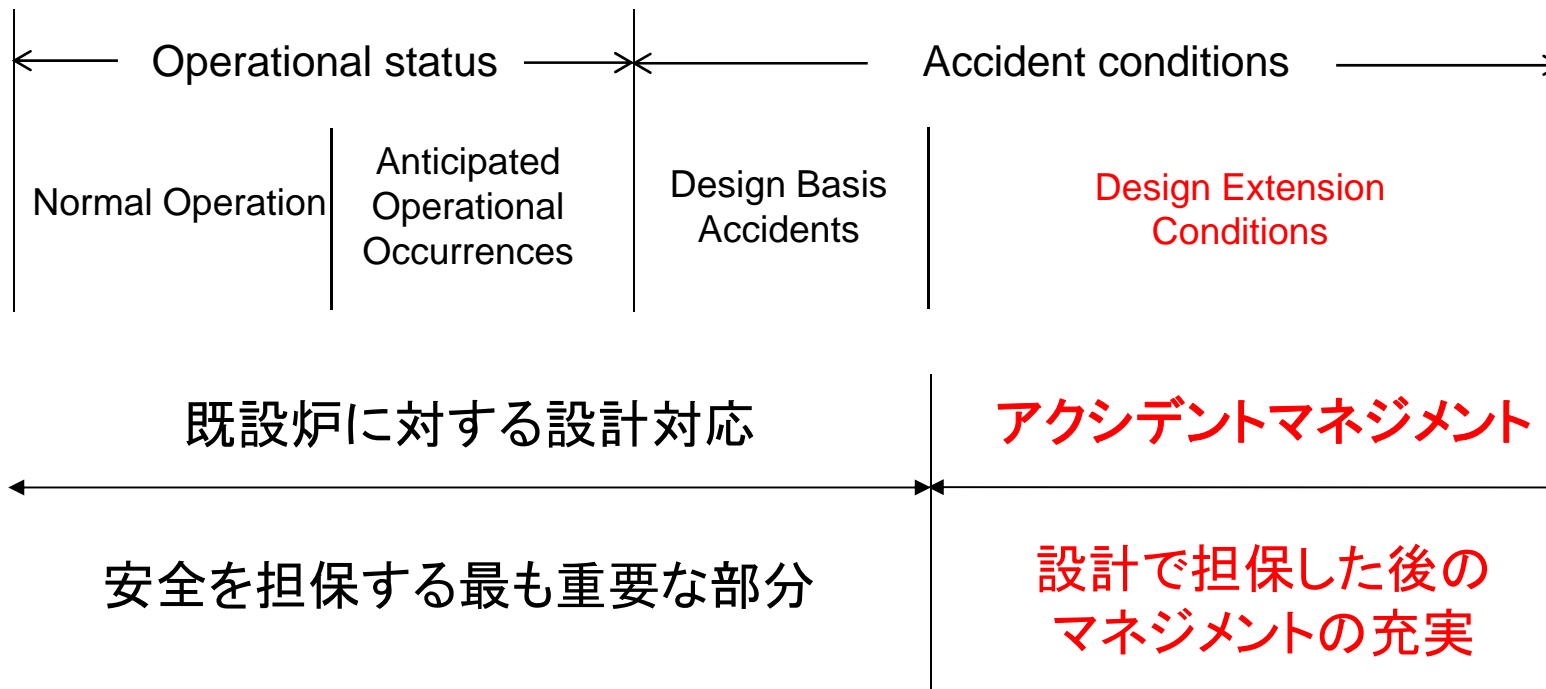 Operational status
Accident conditions
Normal Operation
Anticipated
Operational
Occurrences
Design Basis
Accidents
Design Extension
Conditions
既設炉に対する設計対応
アクシデントマネジメント
安全を担保する最も重要な部分
設計で担保した後の
マネジメントの充実